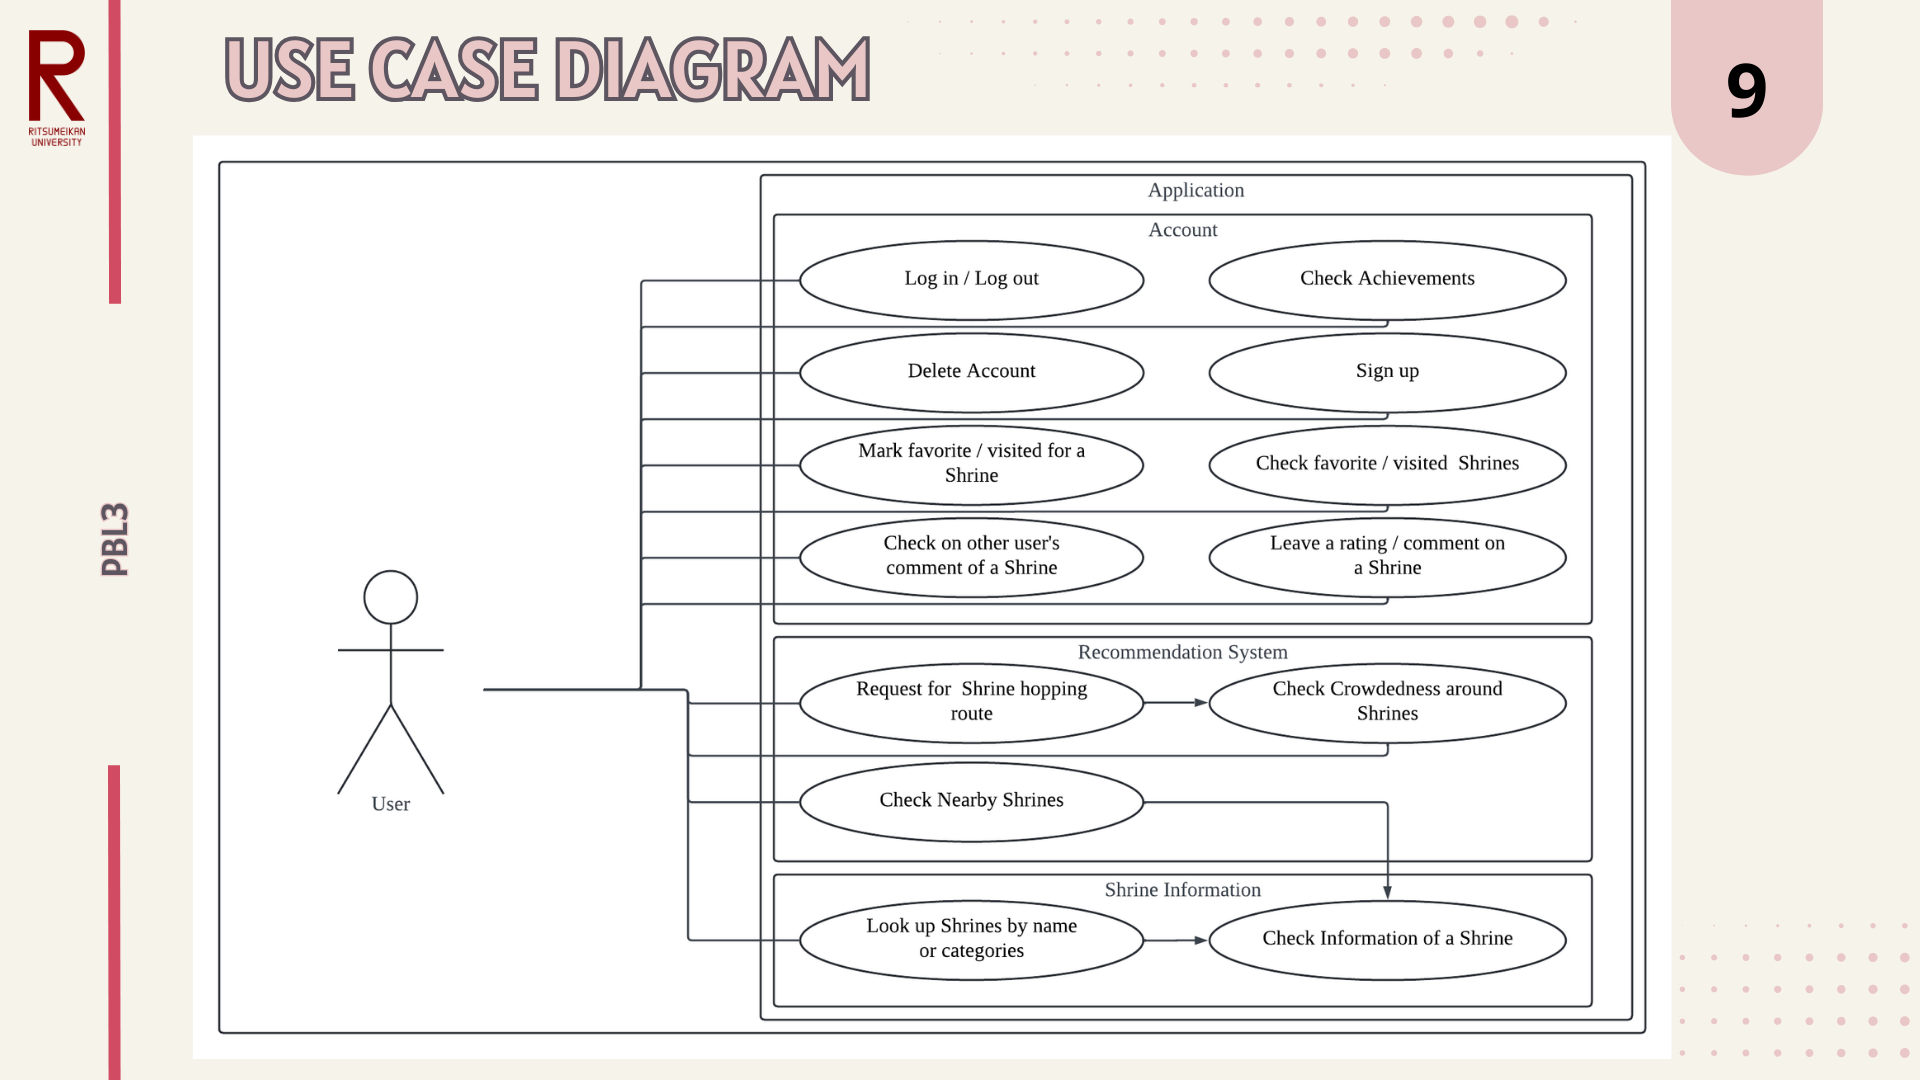 RITSUMEIKAN
UNIVERSITY
USE CASE DIAGRAM
9
PBL3
Application
Account
Log in / Log out
Check Achievements
Delete Account
Sign up
Mark favorite / visited for a
Shrine
Check favorite / visited  Shrines
Check on other user's
comment of a Shrine
Leave a rating / comment on
a Shrine
Recommendation System
Request for  Shrine hopping
route
Check Crowdedness around
Shrines
Check Nearby Shrines
User
Shrine Information
Look up Shrines by name
or categories
Check Information of a Shrine